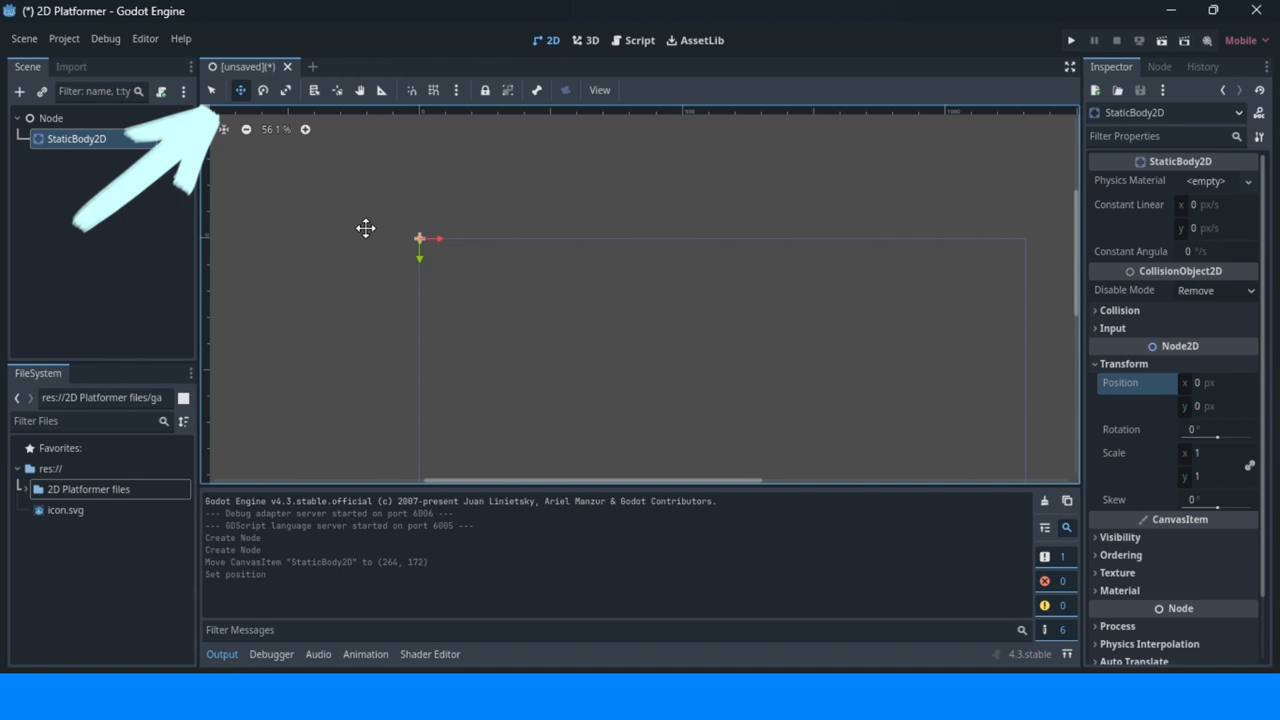 (*) 2D Platformer - Godot Engine
Scene Project Debug Editor Help
2D 3D Script AssetLib
Mobile
Scene Import
[unsaved](*)
Filter: name, t:ty
View
Node
StaticBody2D
56.1 %
0 500 1000
FileSystem
res://2D Platformer files/ga
Filter Files
Favorites:
res://
2D Platformer files
icon.svg
Godot Engine v4.3.stable.official (c) 2007-present Juan Linietsky, Ariel Manzur & Godot Contributors.
--- Debug adapter server started on port 6006 ---
--- GDScript language server started on port 6005 ---
Create Node
Create Node
Move CanvasItem "StaticBody2D" to (264, 172)
Set position
1
0
0
6
Filter Messages
Output Debugger Audio Animation Shader Editor
4.3.stable
Inspector Node History
StaticBody2D
Filter Properties
StaticBody2D
Physics Material <empty>
Constant Linear x 0 px/s
y 0 px/s
Constant Angula 0 °/s
CollisionObject2D
Disable Mode Remove
Collision
Input
Node2D
Transform
Position x 0 px
y 0 px
Rotation 0 °
Scale x 1
y 1
Skew 0 °
CanvasItem
Visibility
Ordering
Texture
Material
Node
Process
Physics Interpolation
Auto Translate